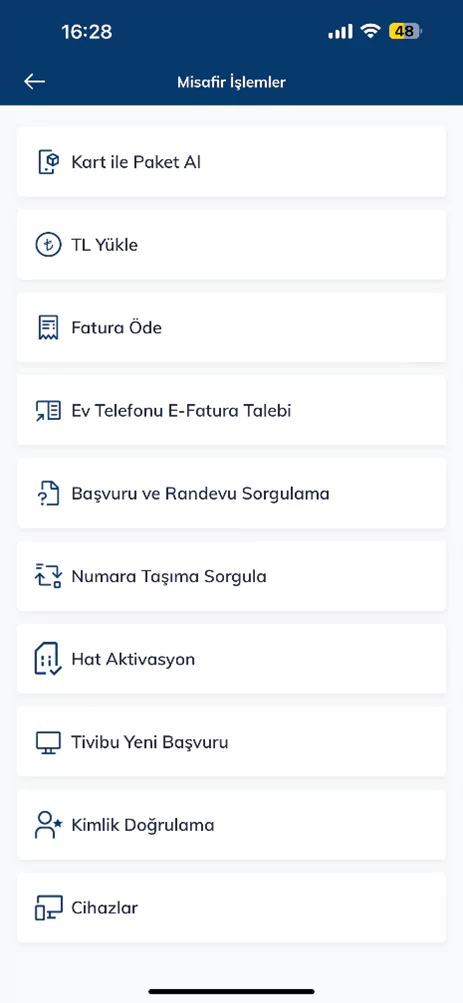 16:28
48
Misafir İşlemler
Kart ile Paket Al
TL Yükle
Fatura Öde
Ev Telefonu E-Fatura Talebi
Başvuru ve Randevu Sorgulama
Numara Taşıma Sorgula
Hat Aktivasyon
Tivibu Yeni Başvuru
Kimlik Doğrulama
Cihazlar